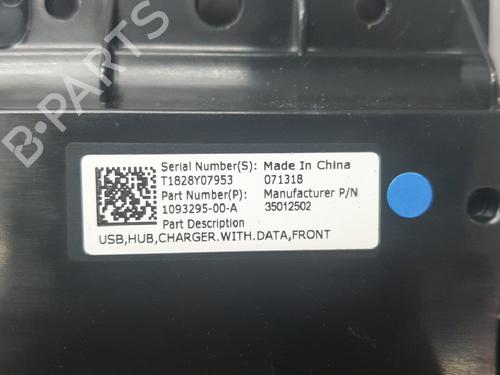 B-PARTS
Serial Number(S): Made In China
T1828Y07953 071318
Part Number(P): Manufacturer P/N
1093295-00-A 35012502
Part Description
USB,HUB,CHARGER.WITH.DATA,FRONT